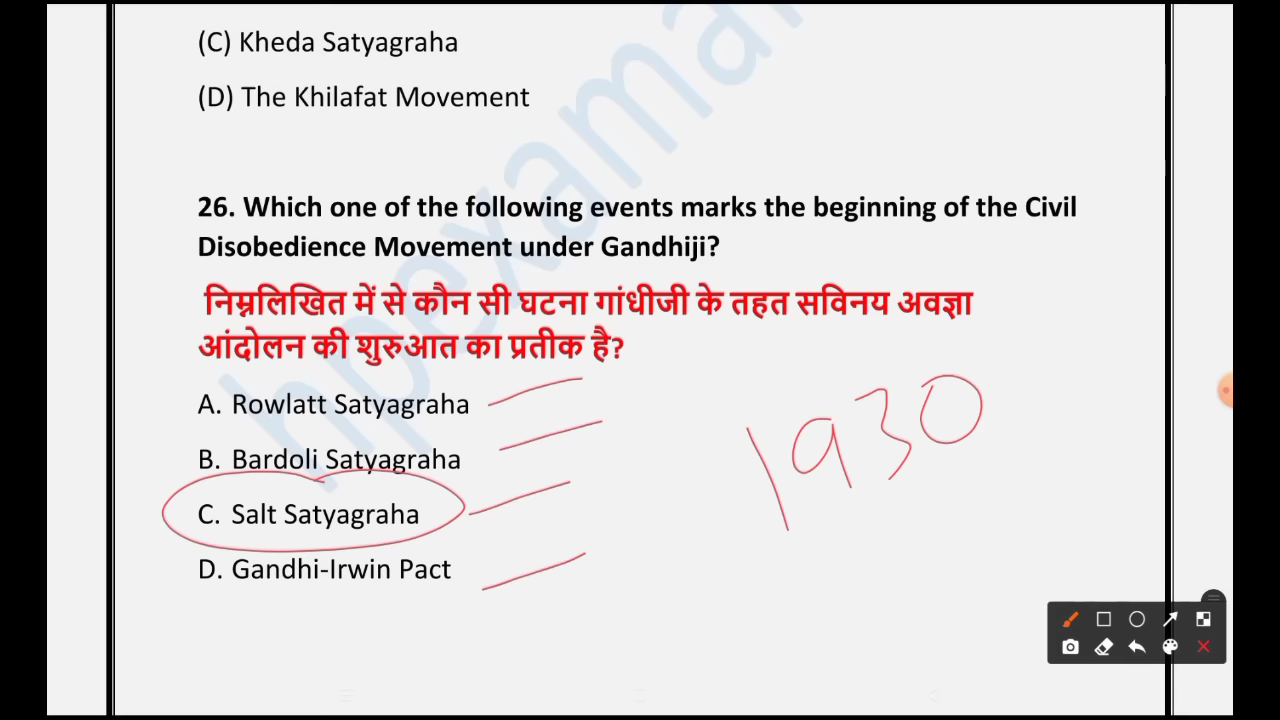 (C) Kheda Satyagraha
(D) The Khilafat Movement
26. Which one of the following events marks the beginning of the Civil
Disobedience Movement under Gandhiji?
निम्नलिखित में से कौन सी घटना गांधीजी के तहत सविनय अवज्ञा
आंदोलन की शुरुआत का प्रतीक है?
A. Rowlatt Satyagraha
B. Bardoli Satyagraha
1930
C. Salt Satyagraha
D. Gandhi-Irwin Pact